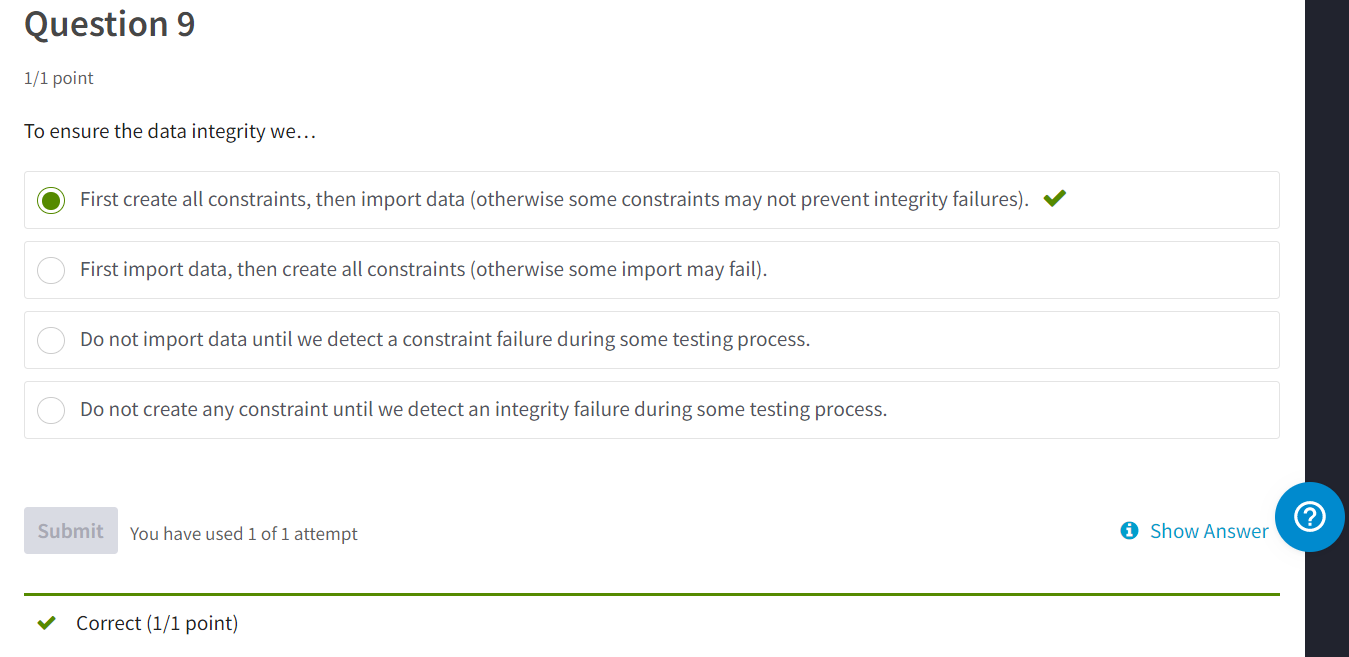 Question 9
1/1 point
To ensure the data integrity we…
First create all constraints, then import data (otherwise some constraints may not prevent integrity failures).
First import data, then create all constraints (otherwise some import may fail).
Do not import data until we detect a constraint failure during some testing process.
Do not create any constraint until we detect an integrity failure during some testing process.
Submit You have used 1 of 1 attempt Show Answer
Correct (1/1 point)